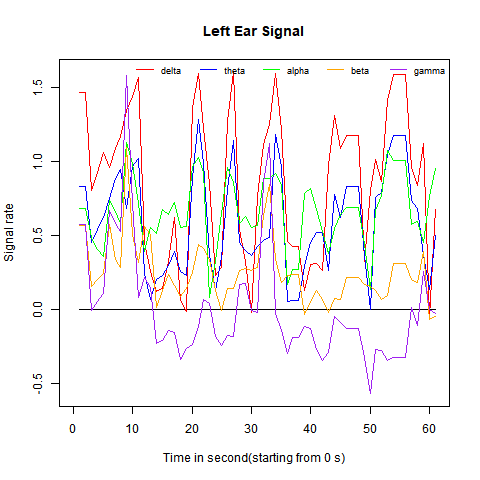 Left Ear Signal
delta theta alpha beta gamma
1.5
1.0
0.5
0.0
-0.5
Signal rate
0 10 20 30 40 50 60
Time in second(starting from 0 s)